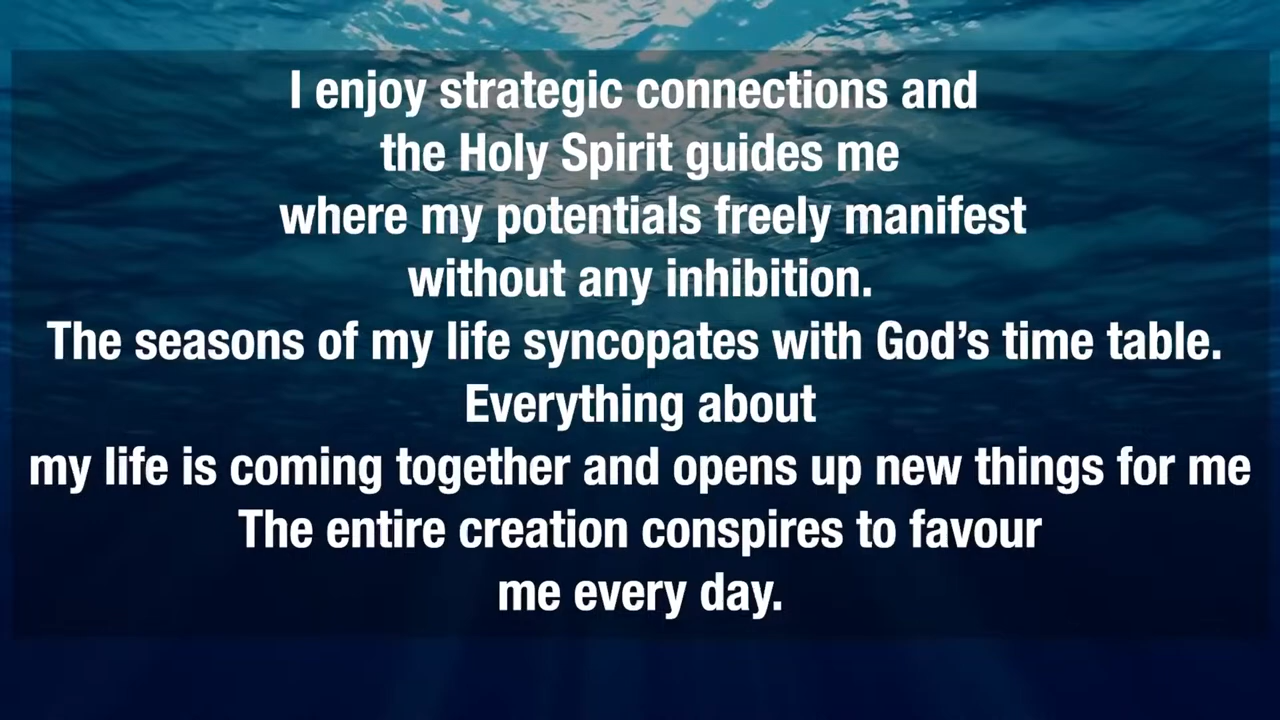 I enjoy strategic connections and
the Holy Spirit guides me
where my potentials freely manifest
without any inhibition.
The seasons of my life syncopates with God’s time table.
Everything about
my life is coming together and opens up new things for me
The entire creation conspires to favour
me every day.